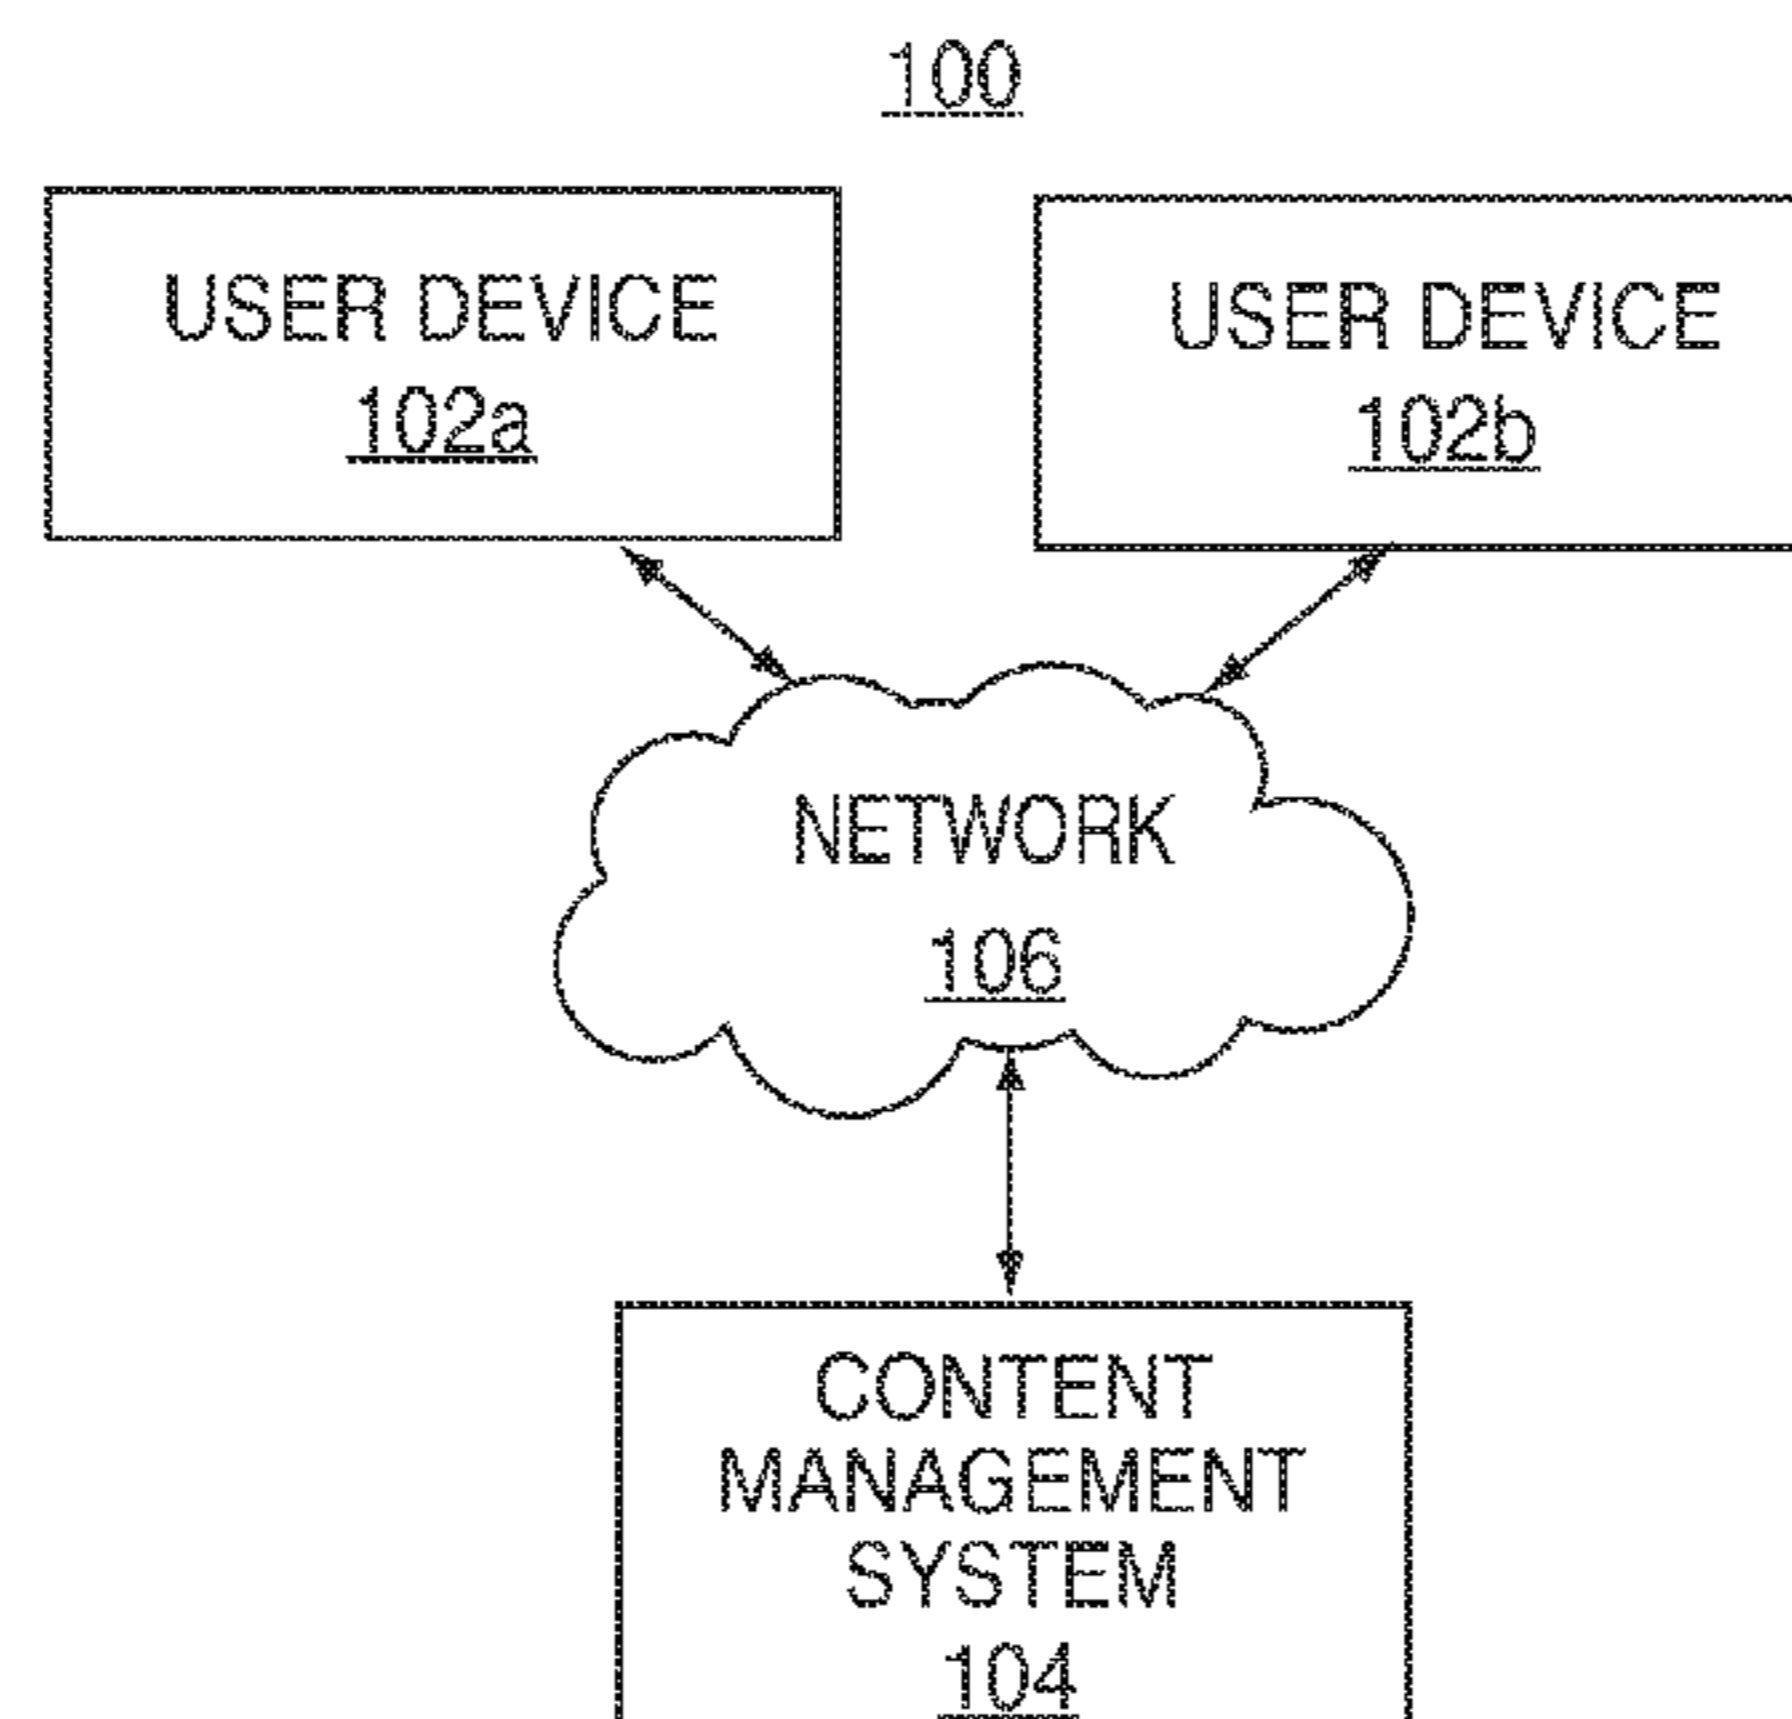 100
USER DEVICE
102a
USER DEVICE
102b
NETWORK
106
CONTENT
MANAGEMENT
SYSTEM
104